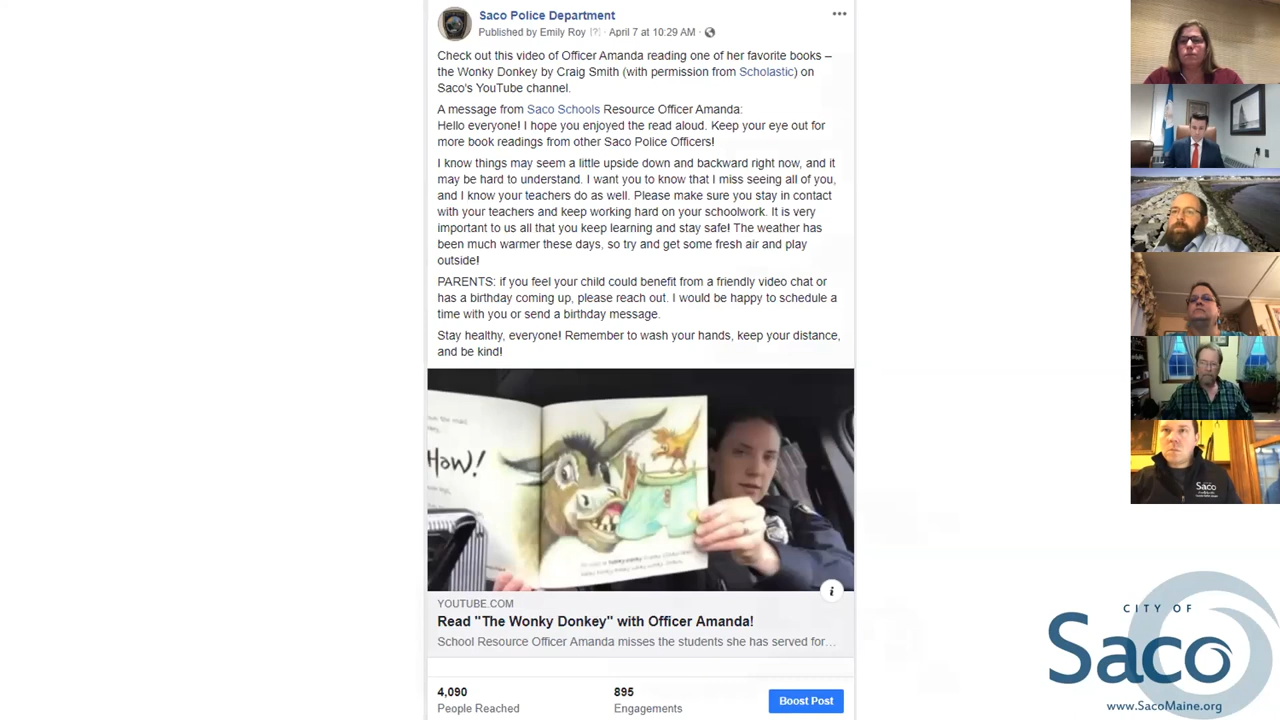 Saco Police Department
Published by Emily Roy [?] · April 7 at 10:29 AM ·
Check out this video of Officer Amanda reading one of her favorite books –
the Wonky Donkey by Craig Smith (with permission from Scholastic) on
Saco's YouTube channel.
A message from Saco Schools Resource Officer Amanda:
Hello everyone! I hope you enjoyed the read aloud. Keep your eye out for
more book readings from other Saco Police Officers!
I know things may seem a little upside down and backward right now, and it
may be hard to understand. I want you to know that I miss seeing all of you,
and I know your teachers do as well. Please make sure you stay in contact
with your teachers and keep working hard on your schoolwork. It is very
important to us all that you keep learning and stay safe! The weather has
been much warmer these days, so try and get some fresh air and play
outside!
PARENTS: if you feel your child could benefit from a friendly video chat or
has a birthday coming up, please reach out. I would be happy to schedule a
time with you or send a birthday message.
Stay healthy, everyone! Remember to wash your hands, keep your distance,
and be kind!
HAW!
YOUTUBE.COM
Read "The Wonky Donkey" with Officer Amanda!
School Resource Officer Amanda misses the students she has served for…
4,090
People Reached
895
Engagements
Boost Post
Saco
CITY OF
Saco
www.SacoMaine.org